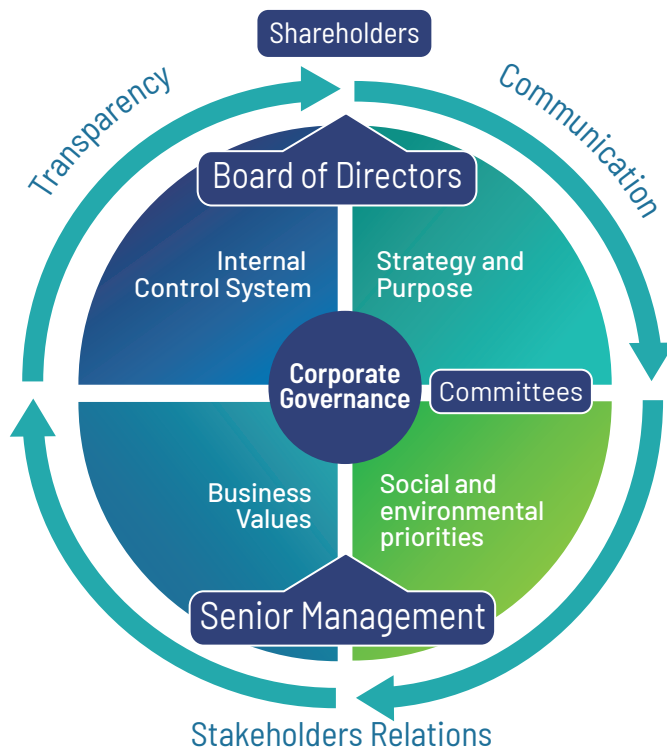 Shareholders
Transparency
Communication
Board of Directors
Internal
Control System
Strategy and
Purpose
Corporate
Governance
Committees
Business
Values
Social and
environmental
priorities
Senior Management
Stakeholders Relations